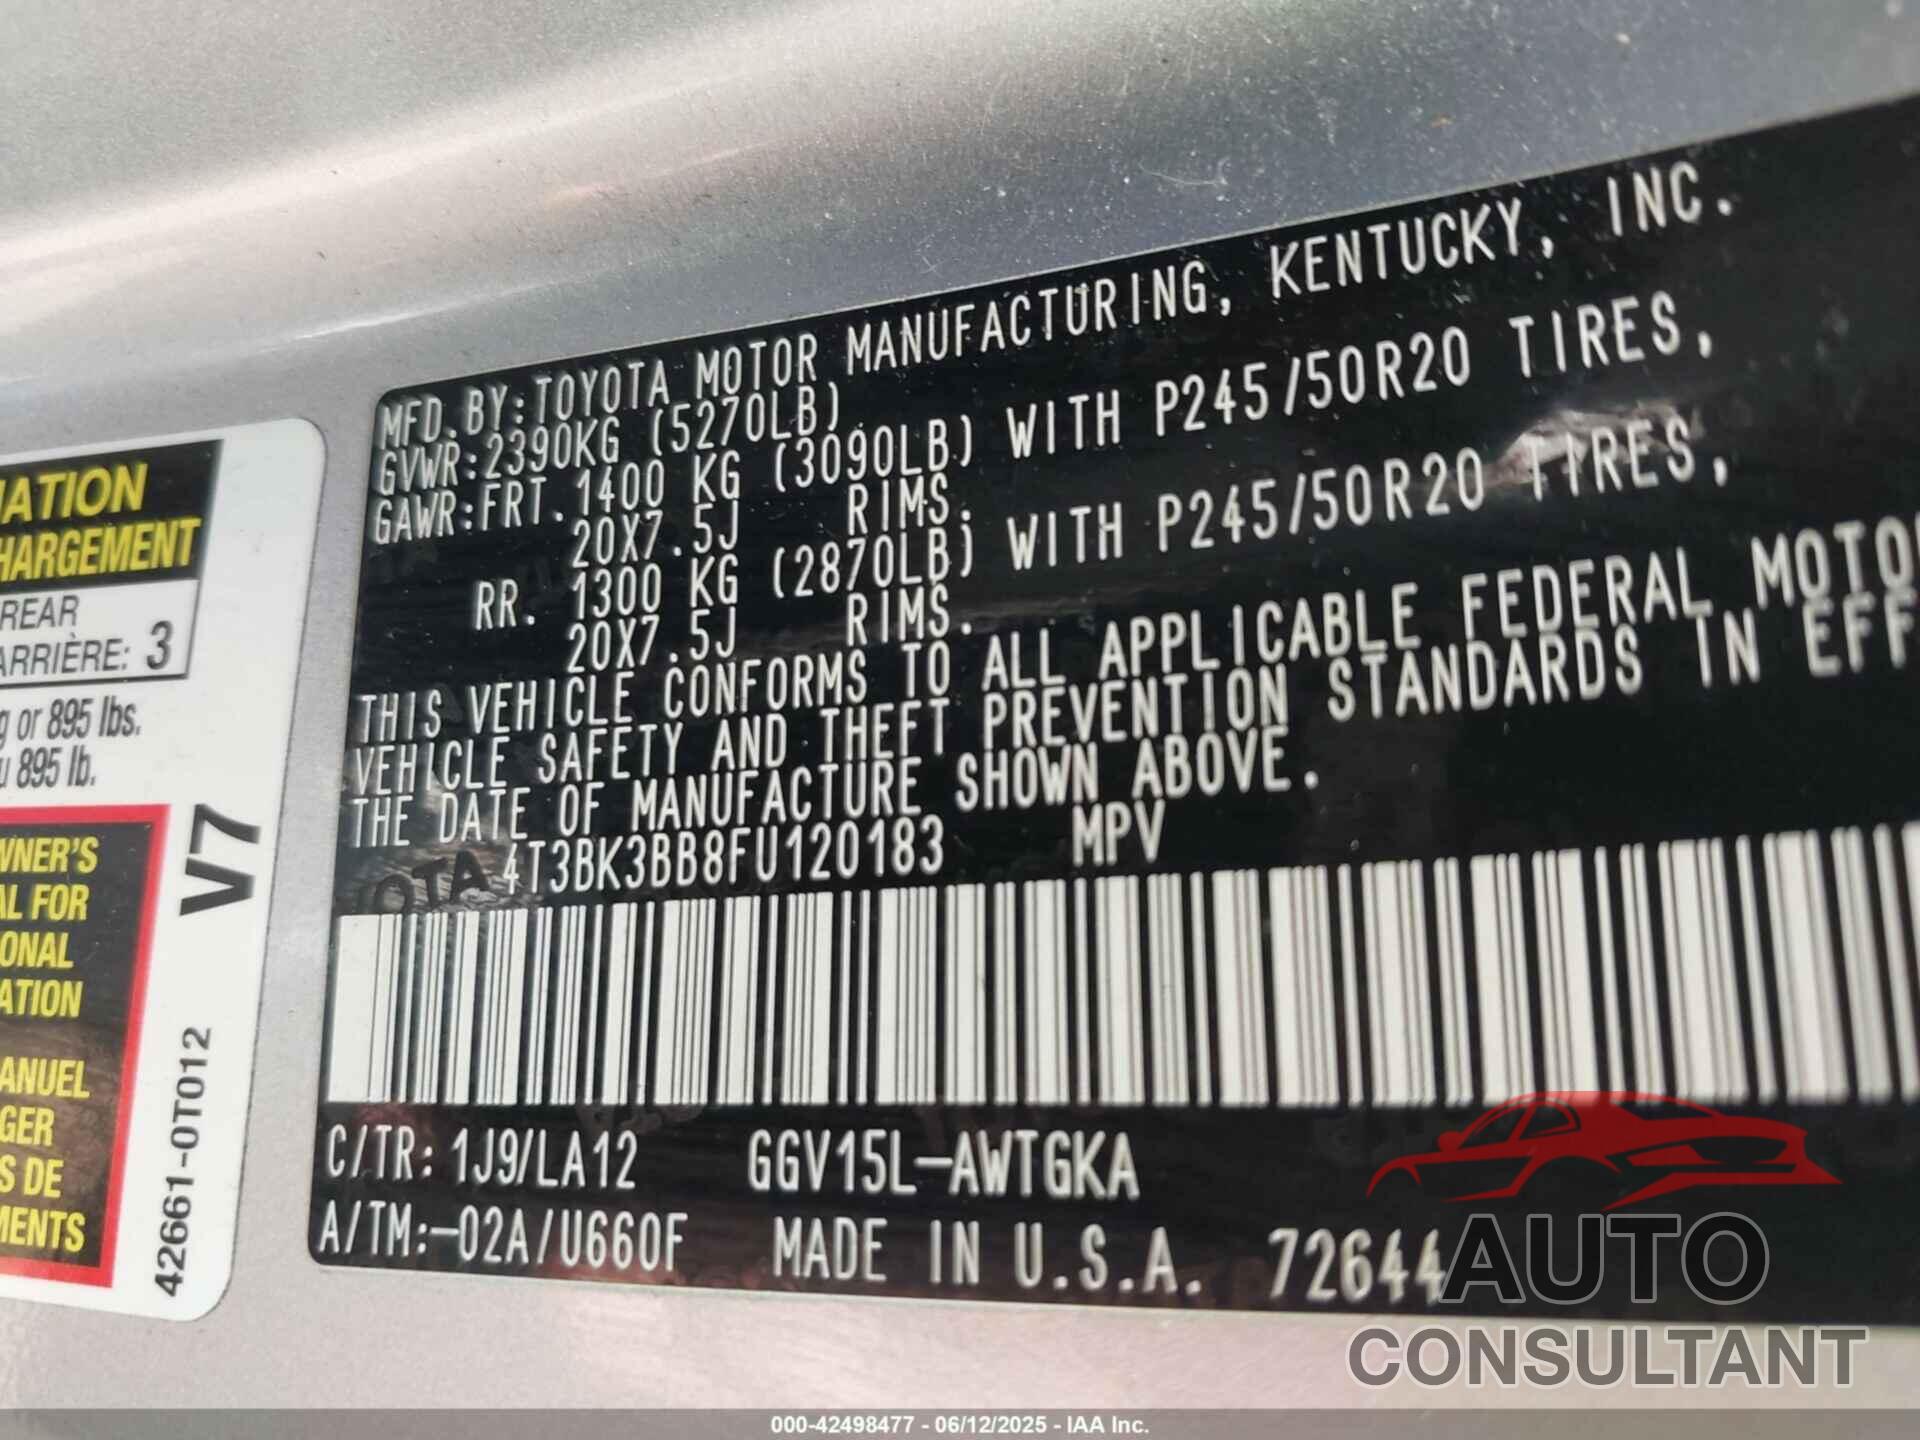 MFD.BY:TOYOTA MOTOR MANUFACTURING, KENTUCKY, INC.
GVWR:2390KG (5270LB)
GAWR:FRT.1400 KG (3090LB) WITH P245/50R20 TIRES,
20X7.5J RIMS.
RR. 1300 KG (2870LB) WITH P245/50R20 TIRES,
20X7.5J RIMS.
THIS VEHICLE CONFORMS TO ALL APPLICABLE FEDERAL MOTO
VEHICLE SAFETY AND THEFT PREVENTION STANDARDS IN EFF
THE DATE OF MANUFACTURE SHOWN ABOVE.
4T3BK3BB8FU120183 MPV
C/TR: 1J9/LA12 GGV15L-AWTGKA
A/TM:-02A/U660F MADE IN U.S.A. 72644
MATION
HARGEMENT
REAR
ARRIÈRE: 3
g or 895 lbs.
u 895 lb.
WNER'S
AL FOR
ONAL
ATION
ANUEL
GER
S DE
MENTS
V7
42661-0T012
AUTO
CONSULTANT
000-42498477 - 06/12/2025 - IAA Inc.